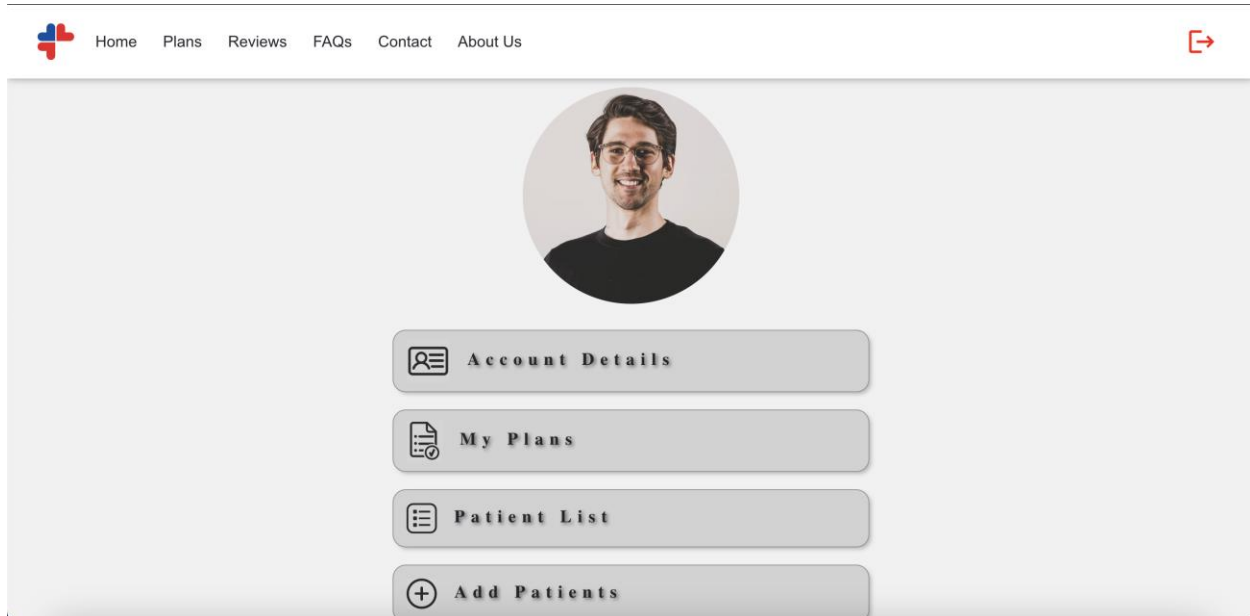 Home Plans Reviews FAQs Contact About Us
Account Details
My Plans
Patient List
Add Patients